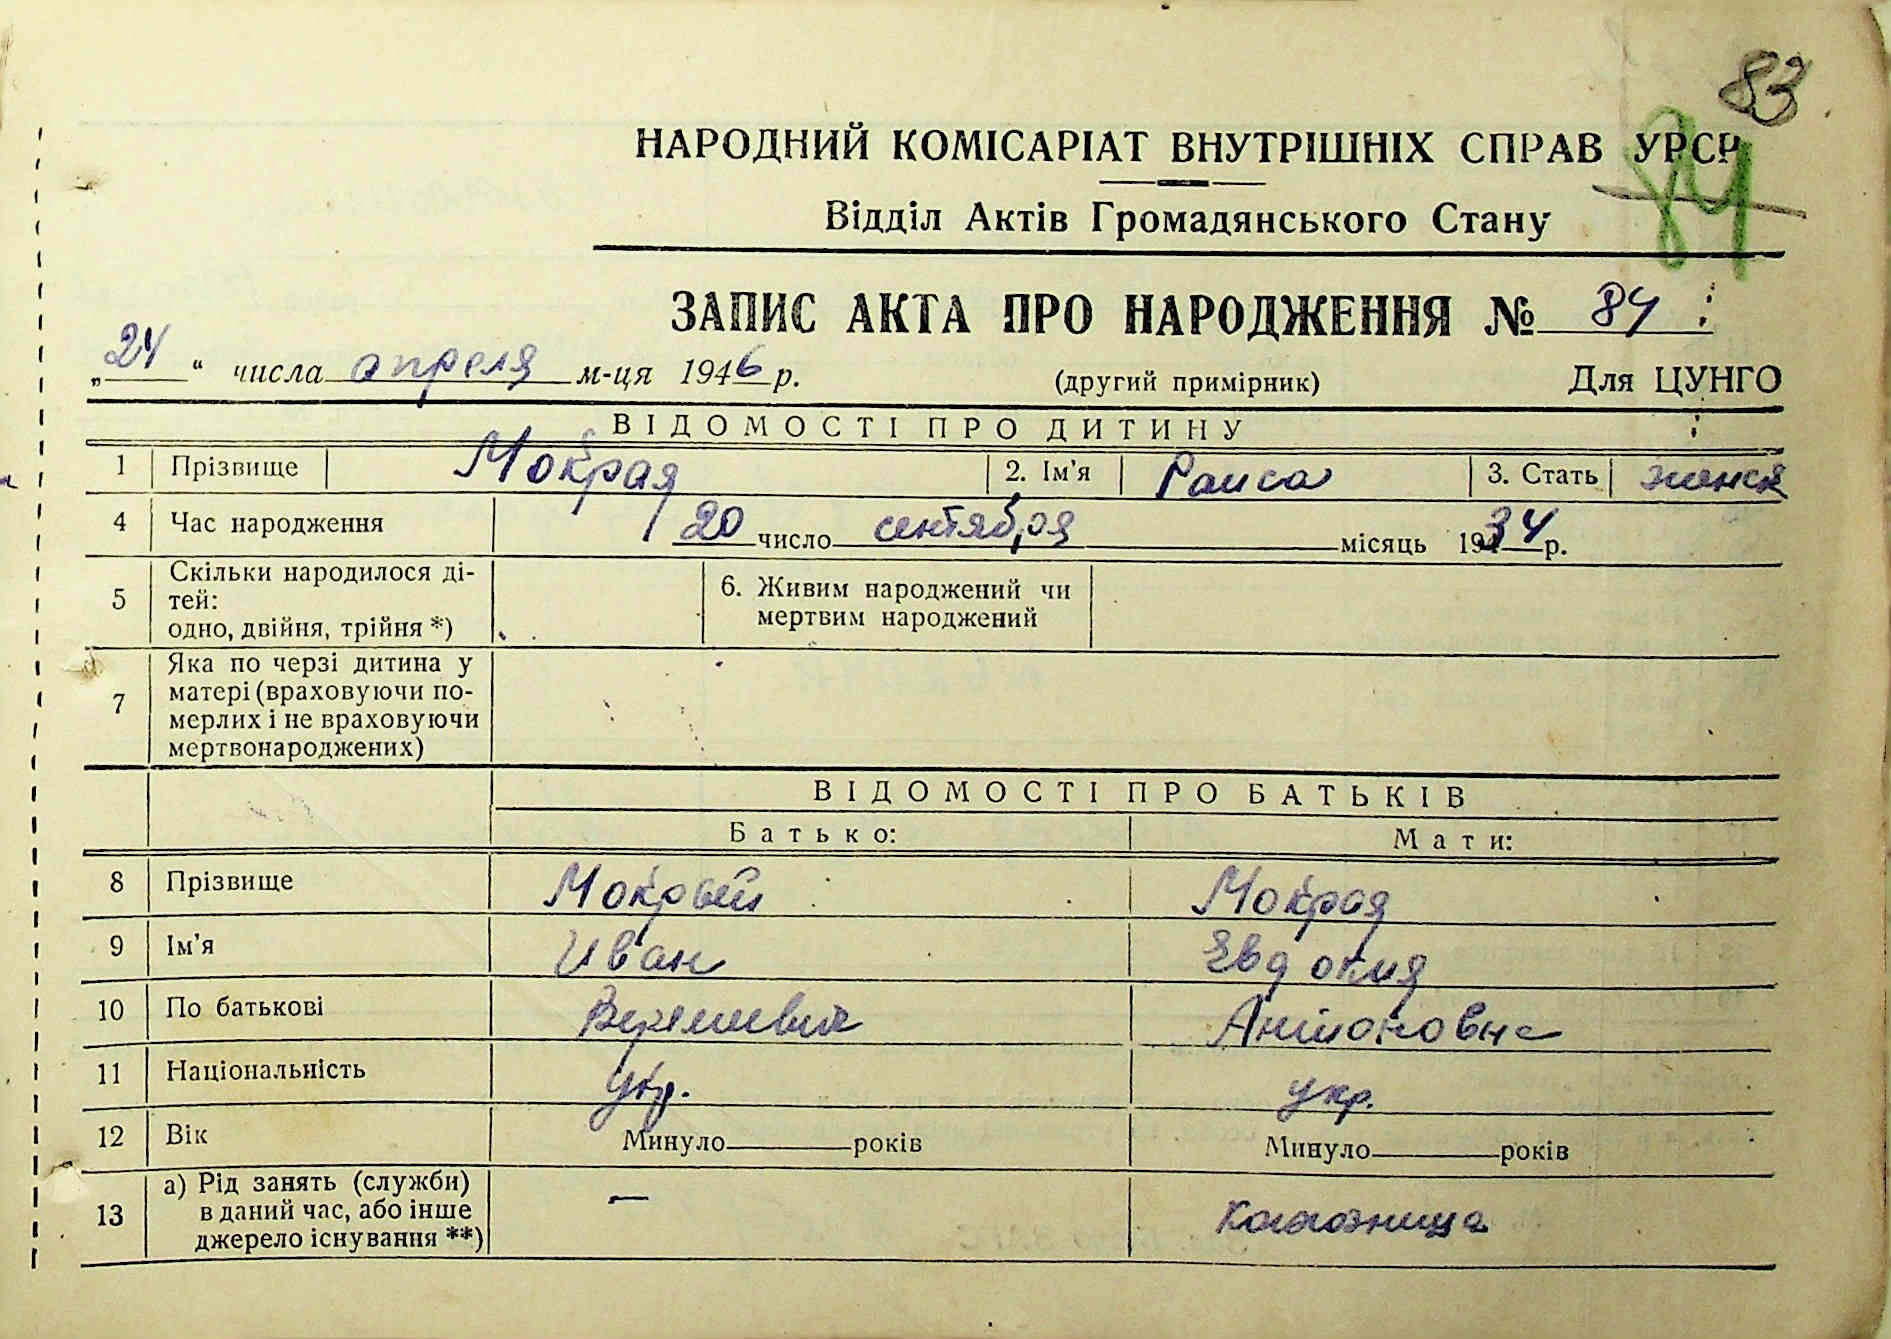 83
84
НАРОДНИЙ КОМІСАРІАТ ВНУТРІШНІХ СПРАВ УРСР
Відділ Актів Громадянського Стану
ЗАПИС АКТА ПРО НАРОДЖЕННЯ № 84
„24“ числа апреля м-ця 1946 р. (другий примірник) Для ЦУНГО
ВІДОМОСТІ ПРО ДИТИНУ
1 Прізвище Мокрая 2. Ім'я Раиса 3. Стать женск
4 Час народження 20 число сентября місяць 1934 р.
5 Скільки народилося ді-
тей:
одно, двійня, трійня *)
6. Живим народжений чи
мертвим народжений
7 Яка по черзі дитина у
матері (враховуючи по-
мерлих і не враховуючи
мертвонароджених)
ВІДОМОСТІ ПРО БАТЬКІВ
Батько: Мати:
8 Прізвище Мокрый Мокрая
9 Ім'я Иван Евдокия
10 По батькові Антоновна
11 Національність укр. укр.
12 Вік Минуло років Минуло років
13 а) Рід занять (служби)
в даний час, або інше
джерело існування **)
— колхозница